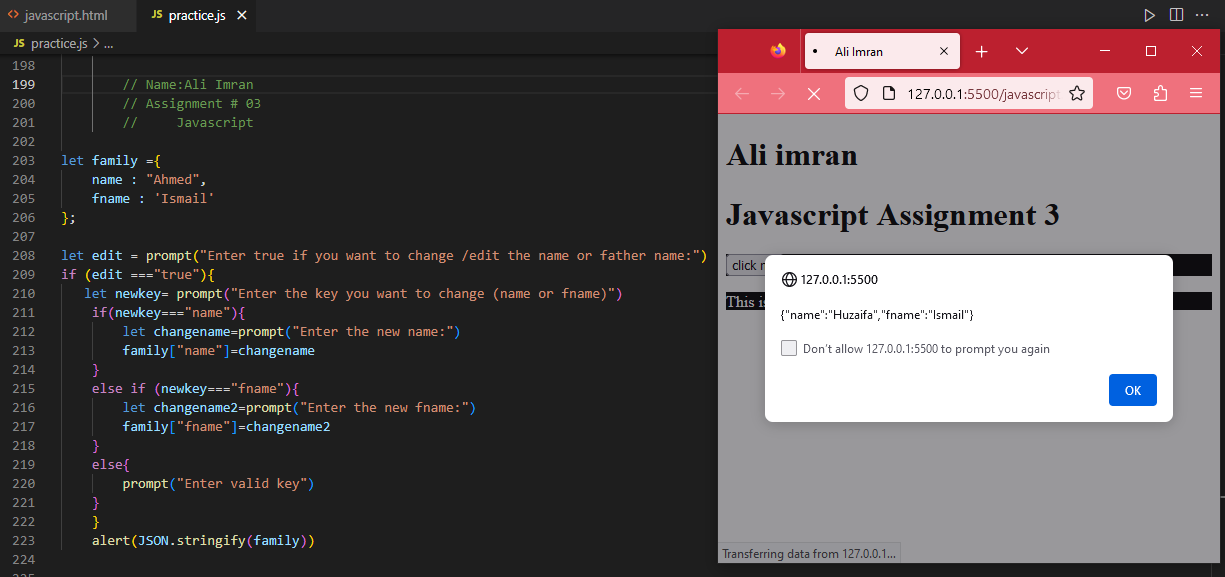 javascript.html
JS practice.js
JS practice.js > ...
198
199 // Name:Ali Imran
200 // Assignment # 03
201 //     Javascript
202
203 let family ={
204 name : "Ahmed",
205 fname : 'Ismail'
206 };
207
208 let edit = prompt("Enter true if you want to change /edit the name or father name:")
209 if (edit ==="true"){
210 let newkey= prompt("Enter the key you want to change (name or fname)")
211 if(newkey==="name"){
212 let changename=prompt("Enter the new name:")
213 family["name"]=changename
214 }
215 else if (newkey==="fname"){
216 let changename2=prompt("Enter the new fname:")
217 family["fname"]=changename2
218 }
219 else{
220 prompt("Enter valid key")
221 }
222 }
223 alert(JSON.stringify(family))
224
Ali Imran
127.0.0.1:5500/javascript
Ali imran
Javascript Assignment 3
click
This is
127.0.0.1:5500
{"name":"Huzaifa","fname":"Ismail"}
Don't allow 127.0.0.1:5500 to prompt you again
OK
Transferring data from 127.0.0.1...